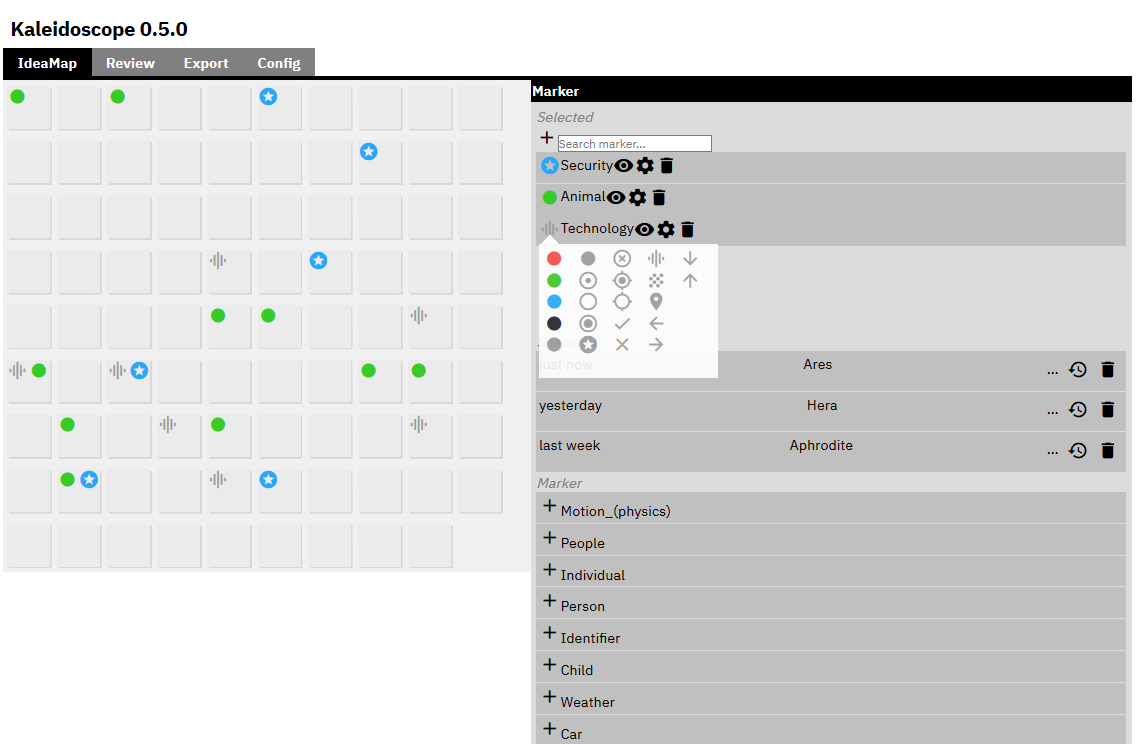 Kaleidoscope 0.5.0
IdeaMap Review Export Config
Marker
Selected
Search marker...
Security
Animal
Technology
just now Ares ...
yesterday Hera ...
last week Aphrodite ...
Marker
Motion_(physics)
People
Individual
Person
Identifier
Child
Weather
Car